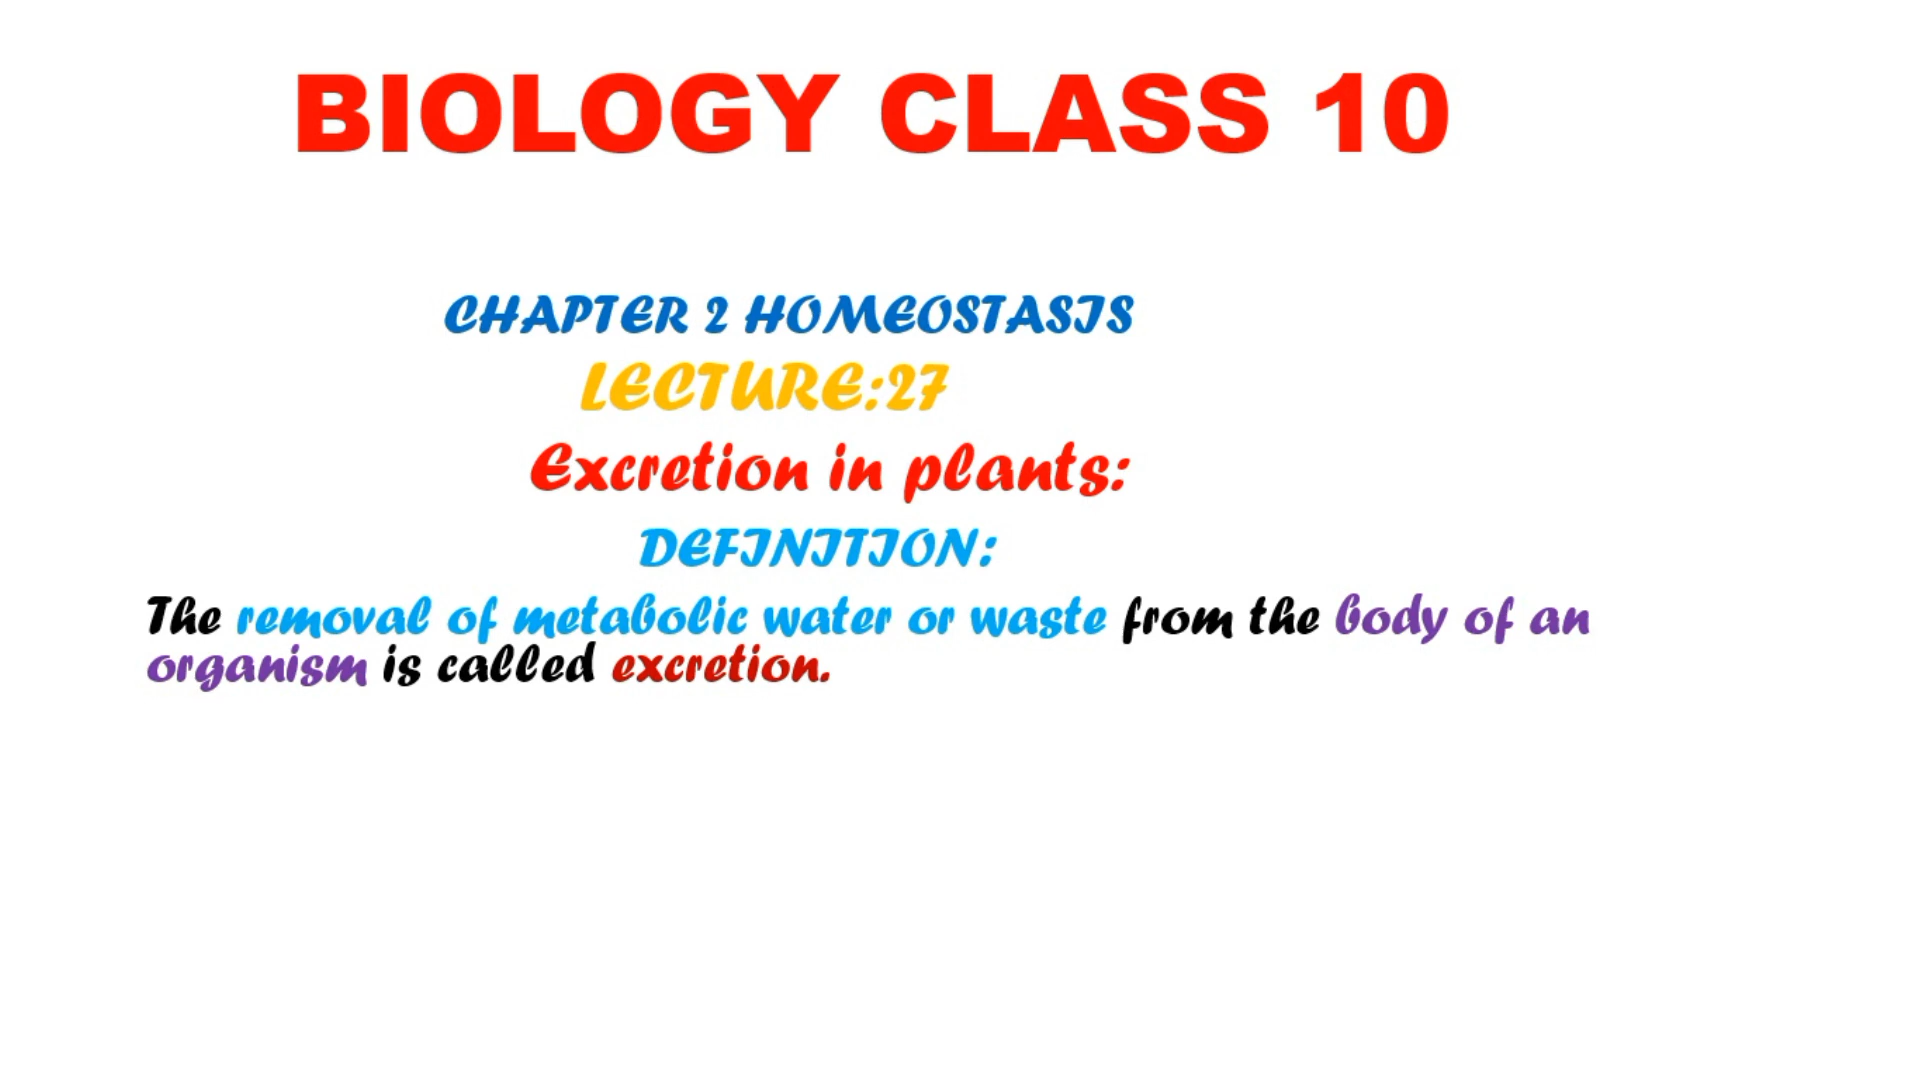 BIOLOGY CLASS 10
CHAPTER 2 HOMEOSTASIS
LECTURE:27
Excretion in plants:
DEFINITION:
The removal of metabolic water or waste from the body of an
organism is called excretion.